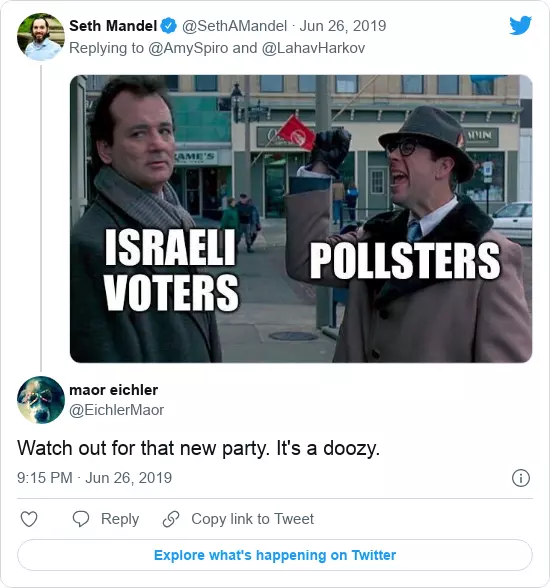 Seth Mandel @SethAMandel · Jun 26, 2019
Replying to @AmySpiro and @LahavHarkov
ISRAELI
VOTERS
POLLSTERS
maor eichler
@EichlerMaor
Watch out for that new party. It's a doozy.
9:15 PM · Jun 26, 2019
Reply
Copy link to Tweet
Explore what's happening on Twitter